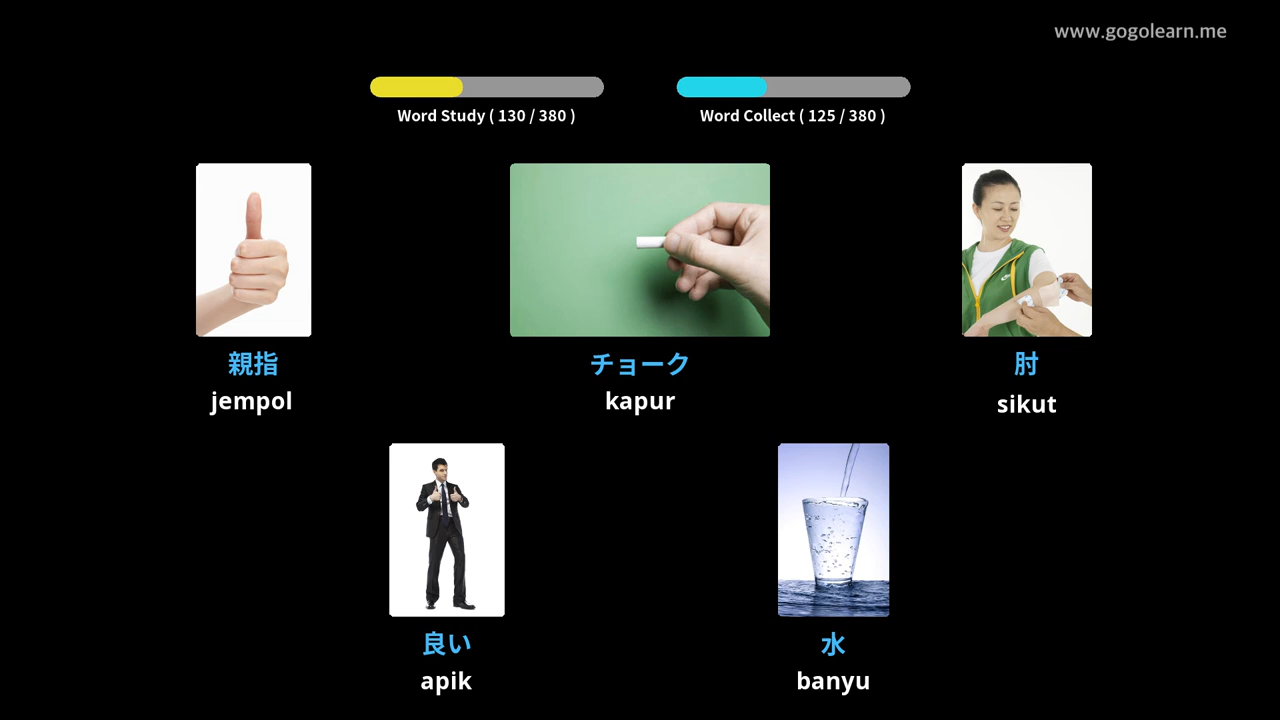 www.gogolearn.me
Word Study ( 130 / 380 )
Word Collect ( 125 / 380 )
親指
jempol
チョーク
kapur
肘
sikut
良い
apik
水
banyu